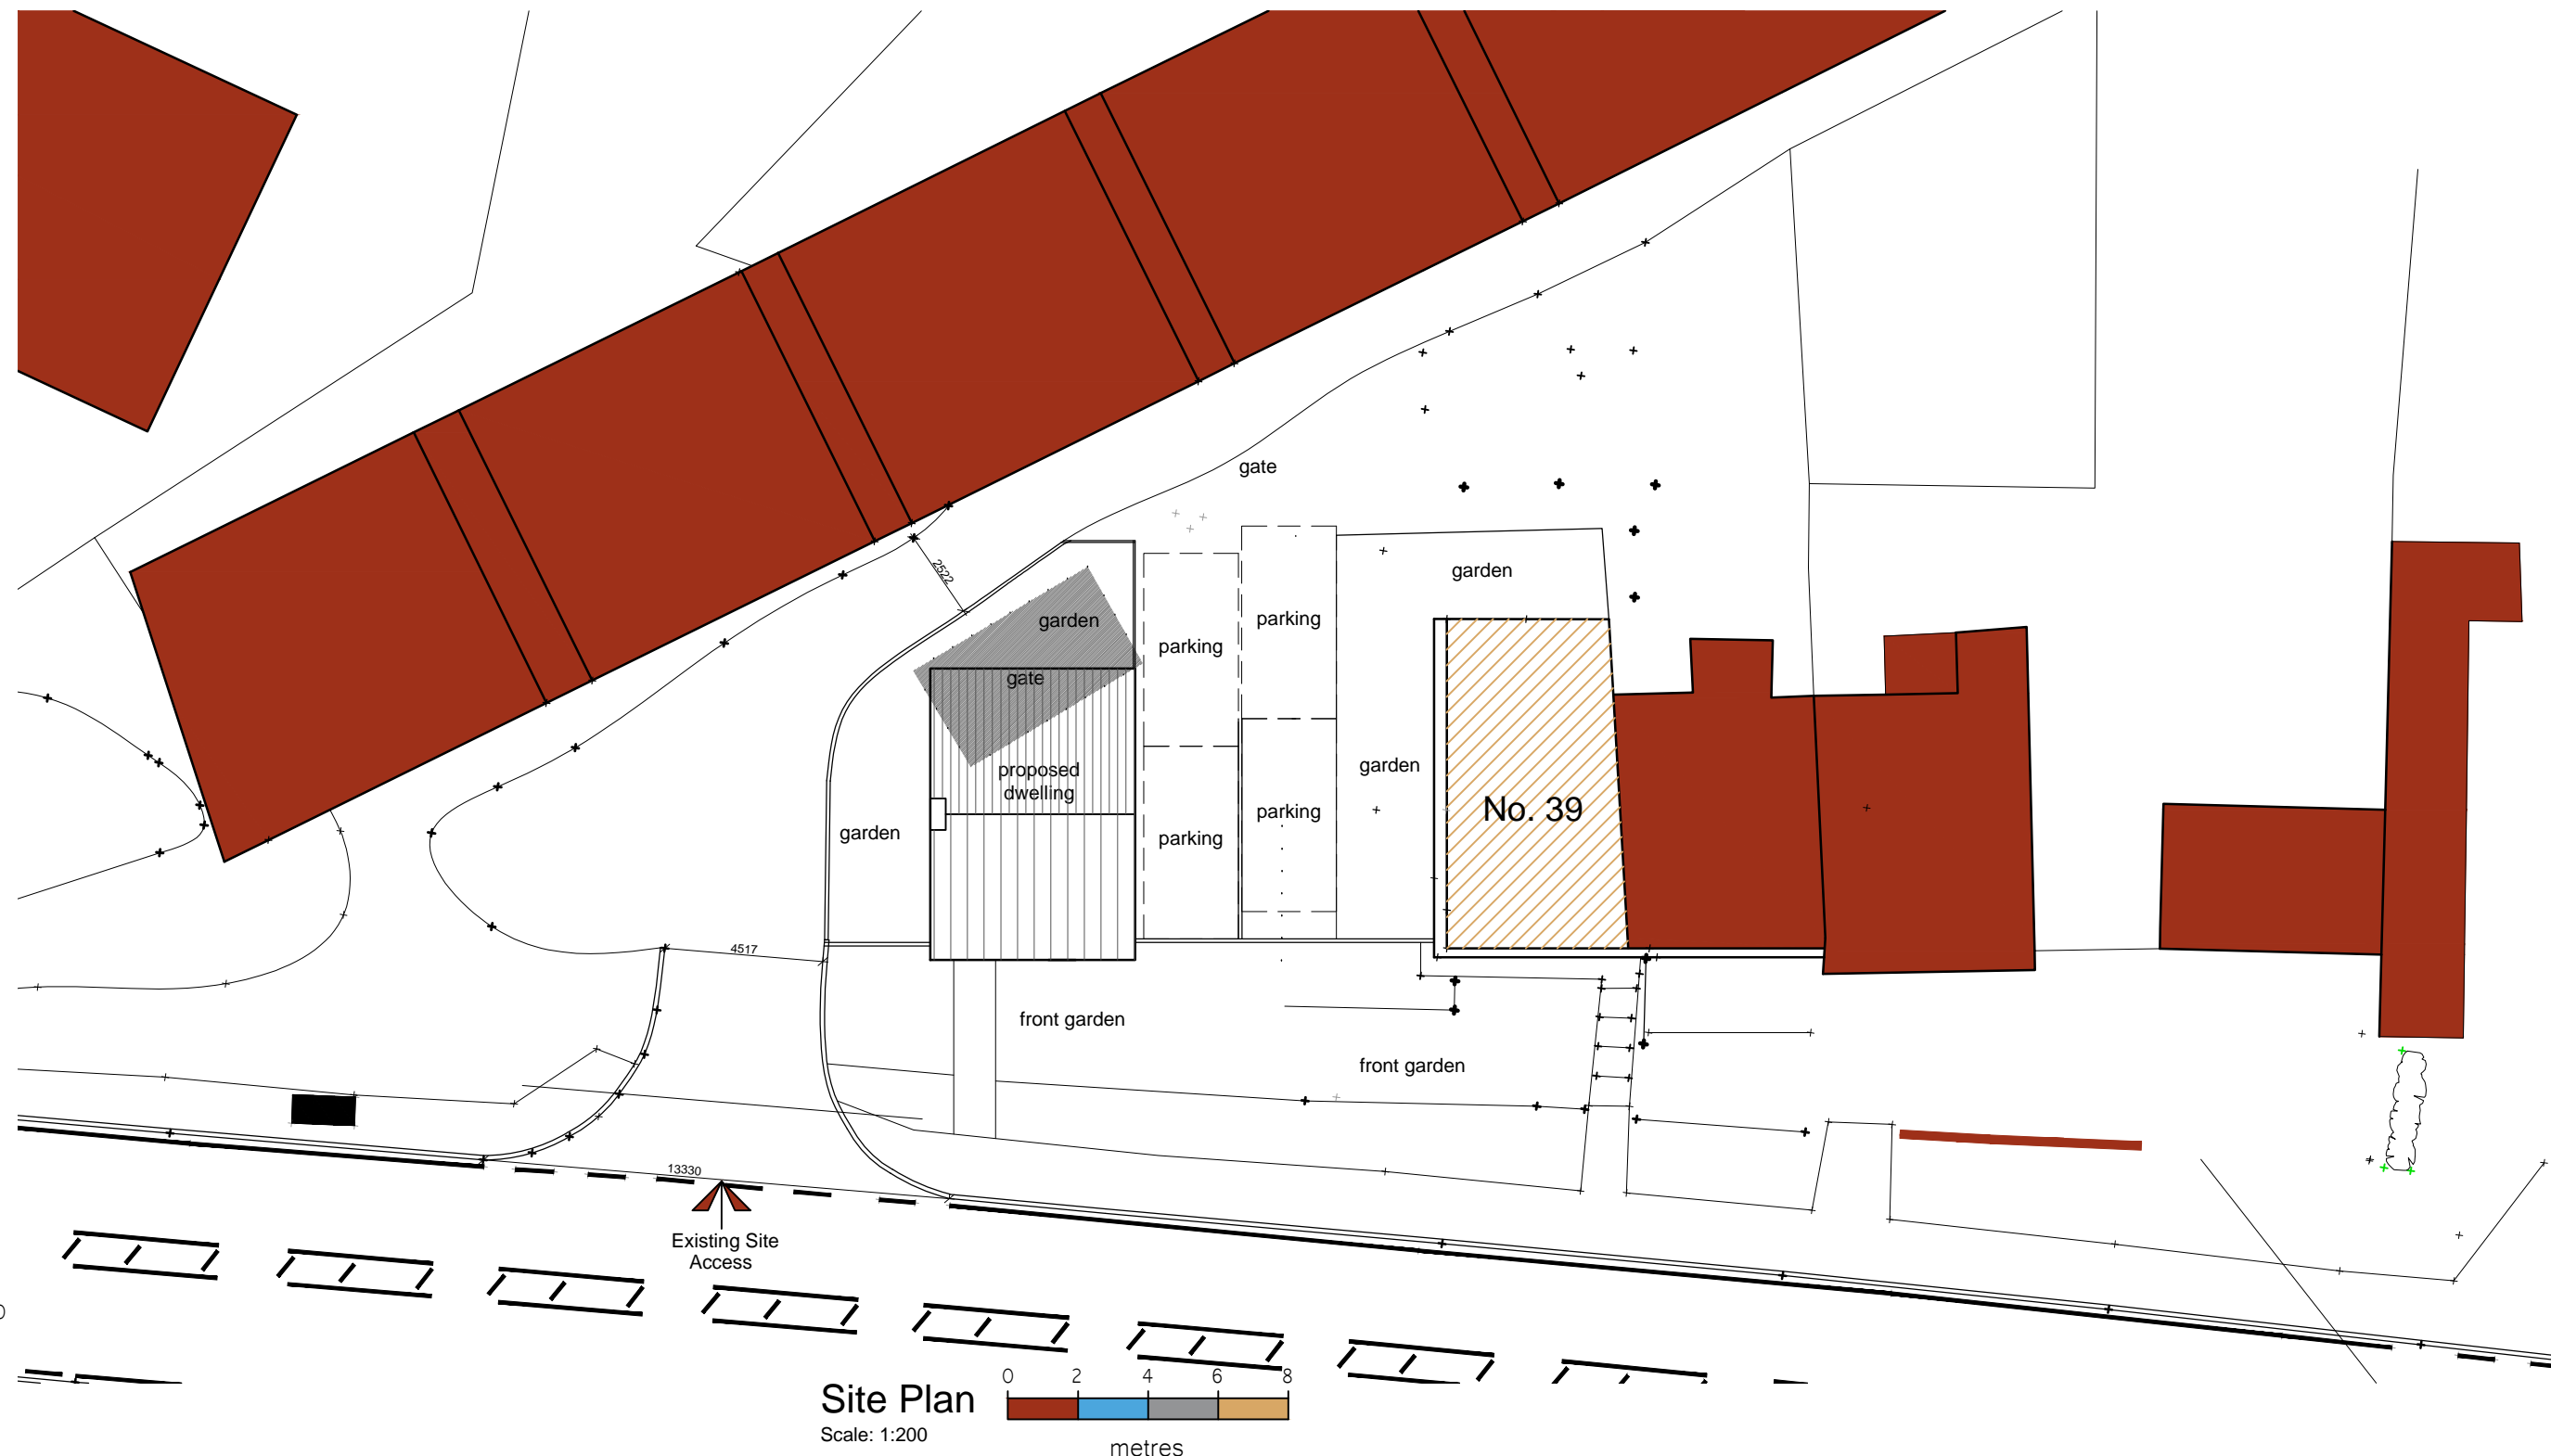 gate
2522
garden
garden
parking
parking
gate
garden
proposed
dwelling
No. 39
parking
parking
garden
4517
front garden
front garden
13330
Existing Site
Access
0 2 4 6 8
Site Plan
Scale: 1:200
metres